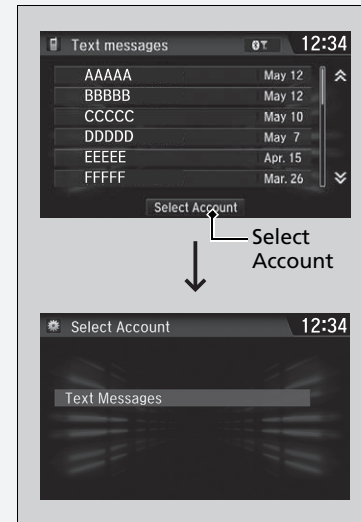 Text messages 12:34
AAAAA May 12
BBBBB May 12
CCCCC May 10
DDDDD May 7
EEEEE Apr. 15
FFFFF Mar. 26
Select Account
Select
Account
Select Account 12:34
Text Messages